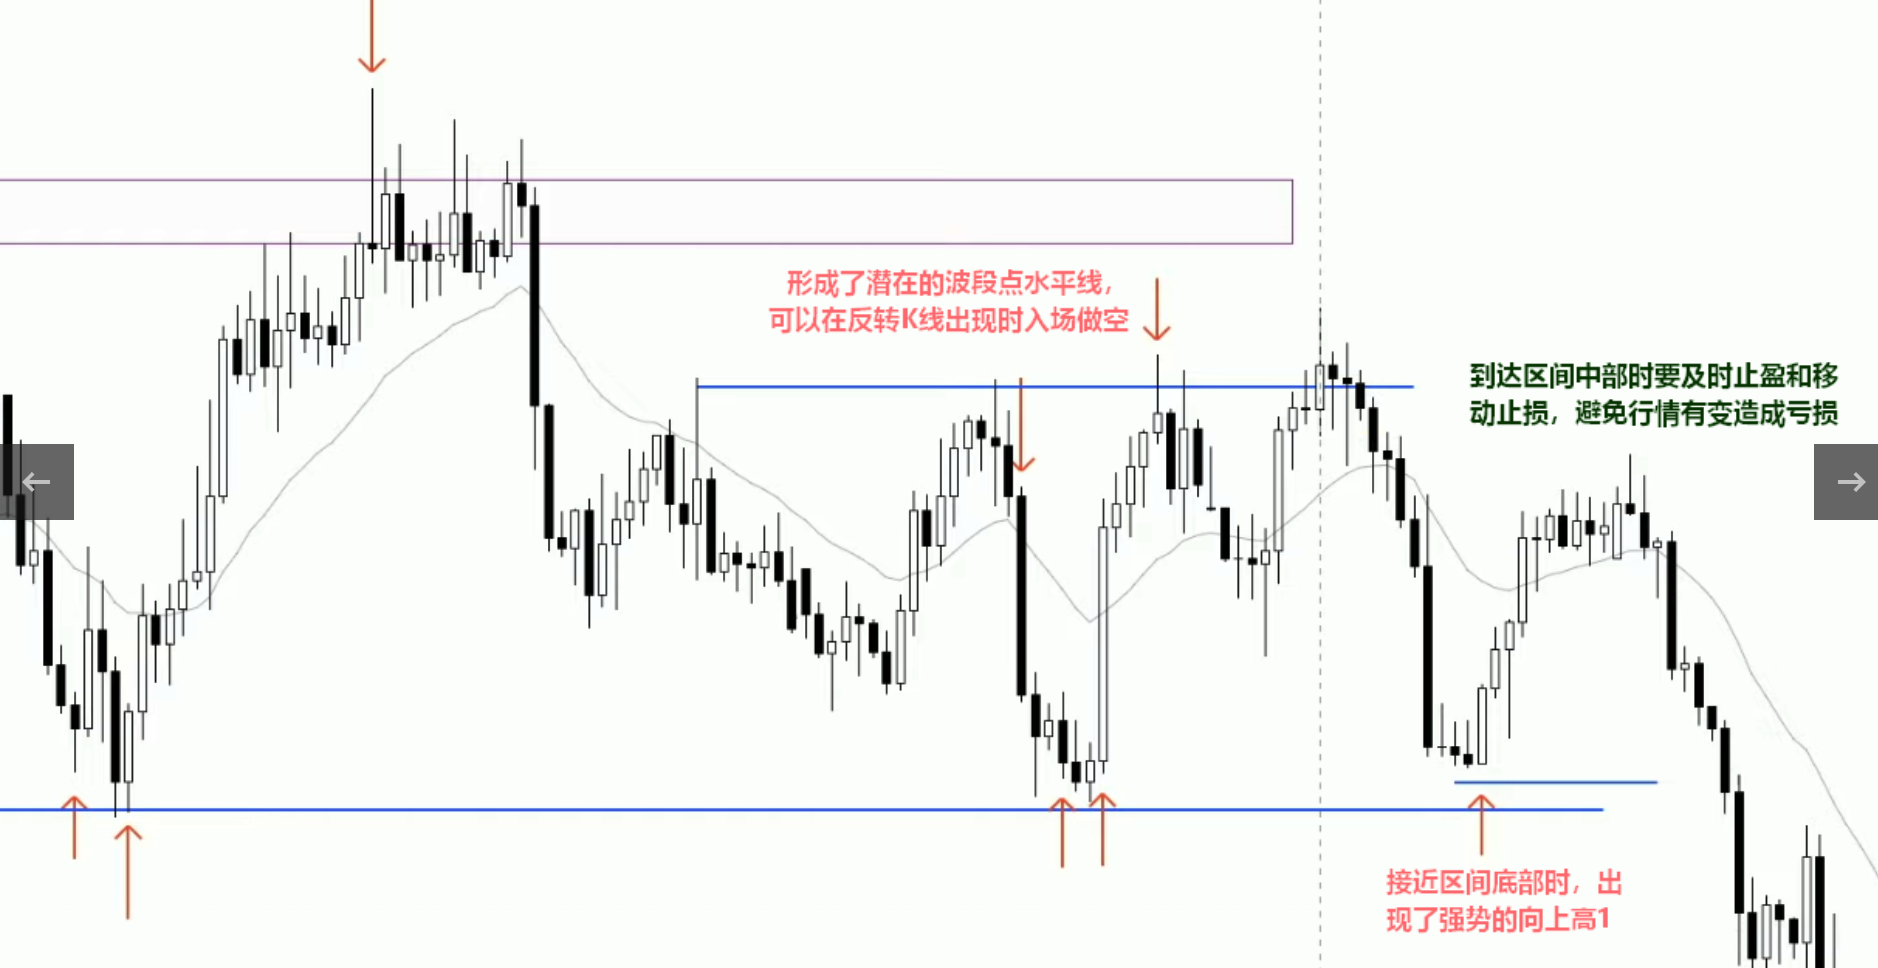 形成了潜在的波段点水平线，
可以在反转K线出现时入场做空
到达区间中部时要及时止盈和移
动止损，避免行情有变造成亏损
接近区间底部时，出
现了强势的向上高1